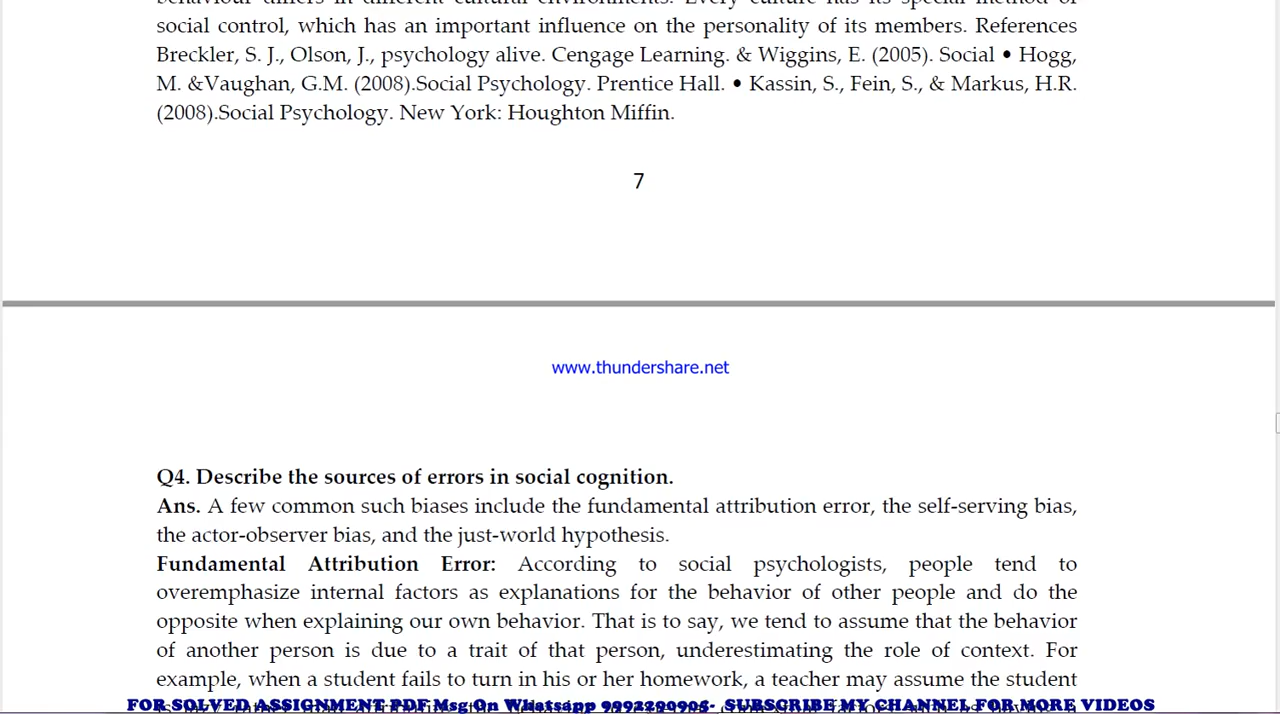 social control, which has an important influence on the personality of its members. References
Breckler, S. J., Olson, J., psychology alive. Cengage Learning. & Wiggins, E. (2005). Social • Hogg,
M. &Vaughan, G.M. (2008).Social Psychology. Prentice Hall. • Kassin, S., Fein, S., & Markus, H.R.
(2008).Social Psychology. New York: Houghton Miffin.
7
www.thundershare.net
Q4. Describe the sources of errors in social cognition.
Ans. A few common such biases include the fundamental attribution error, the self-serving bias,
the actor-observer bias, and the just-world hypothesis.
Fundamental Attribution Error: According to social psychologists, people tend to
overemphasize internal factors as explanations for the behavior of other people and do the
opposite when explaining our own behavior. That is to say, we tend to assume that the behavior
of another person is due to a trait of that person, underestimating the role of context. For
example, when a student fails to turn in his or her homework, a teacher may assume the student
FOR SOLVED ASSIGNMENT PDF Msg On Whatsapp 9992290905- SUBSCRIBE MY CHANNEL FOR MORE VIDEOS